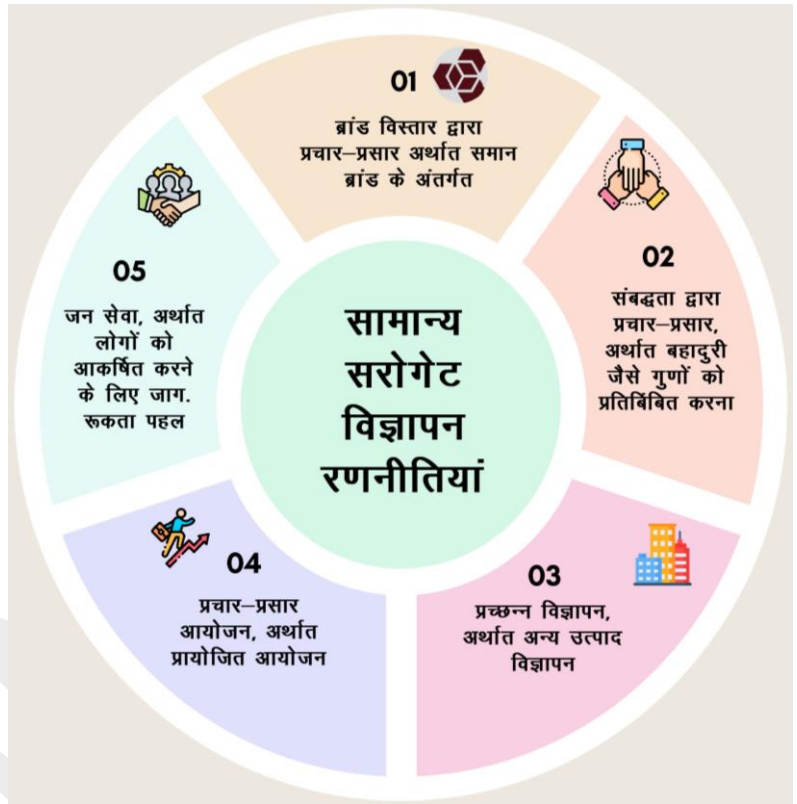 01
ब्रांड विस्तार द्वारा
प्रचार–प्रसार अर्थात समान
ब्रांड के अंतर्गत
02
संबद्धता द्वारा
प्रचार–प्रसार,
अर्थात बहादुरी
जैसे गुणों को
प्रतिबिंबित करना
03
प्रच्छन्न विज्ञापन,
अर्थात अन्य उत्पाद
विज्ञापन
04
प्रचार–प्रसार
आयोजन, अर्थात
प्रायोजित आयोजन
05
जन सेवा, अर्थात
लोगों को
आकर्षित करने
के लिए जाग.
रूकता पहल
सामान्य
सरोगेट
विज्ञापन
रणनीतियां